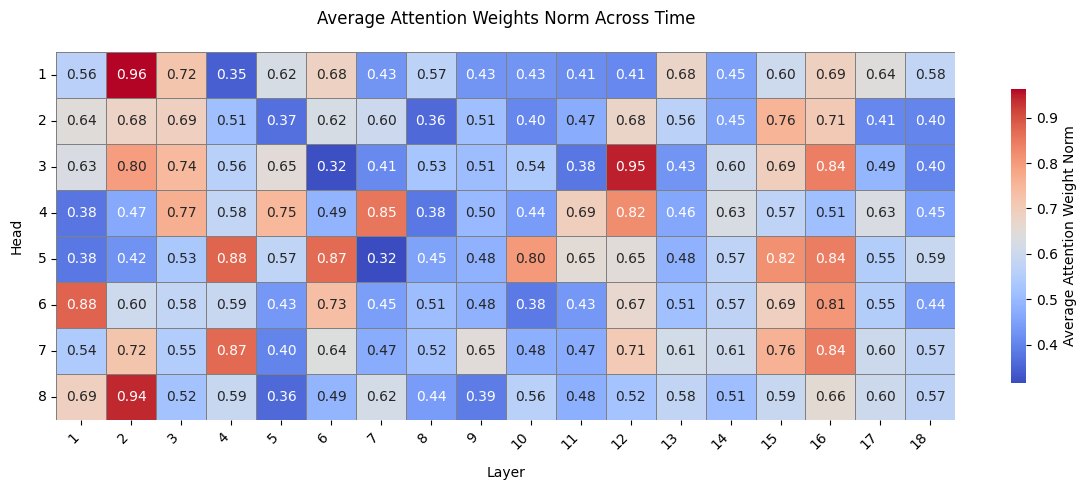 Average Attention Weights Norm Across Time
1 0.56 0.96 0.72 0.35 0.62 0.68 0.43 0.57 0.43 0.43 0.41 0.41 0.68 0.45 0.60 0.69 0.64 0.58
2 0.64 0.68 0.69 0.51 0.37 0.62 0.60 0.36 0.51 0.40 0.47 0.68 0.56 0.45 0.76 0.71 0.41 0.40
3 0.63 0.80 0.74 0.56 0.65 0.32 0.41 0.53 0.51 0.54 0.38 0.95 0.43 0.60 0.69 0.84 0.49 0.40
4 0.38 0.47 0.77 0.58 0.75 0.49 0.85 0.38 0.50 0.44 0.69 0.82 0.46 0.63 0.57 0.51 0.63 0.45
5 0.38 0.42 0.53 0.88 0.57 0.87 0.32 0.45 0.48 0.80 0.65 0.65 0.48 0.57 0.82 0.84 0.55 0.59
6 0.88 0.60 0.58 0.59 0.43 0.73 0.45 0.51 0.48 0.38 0.43 0.67 0.51 0.57 0.69 0.81 0.55 0.44
7 0.54 0.72 0.55 0.87 0.40 0.64 0.47 0.52 0.65 0.48 0.47 0.71 0.61 0.61 0.76 0.84 0.60 0.57
8 0.69 0.94 0.52 0.59 0.36 0.49 0.62 0.44 0.39 0.56 0.48 0.52 0.58 0.51 0.59 0.66 0.60 0.57
Head
1 2 3 4 5 6 7 8 9 10 11 12 13 14 15 16 17 18
Layer
0.9
0.8
0.7
0.6
0.5
0.4
Average Attention Weight Norm